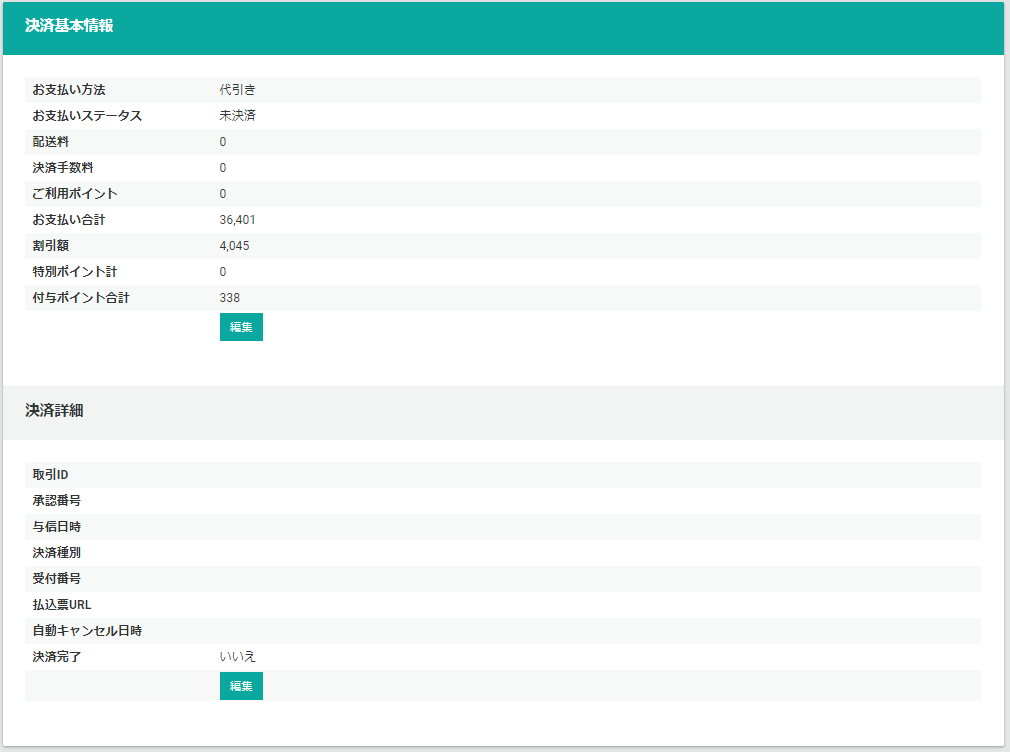 決済基本情報
お支払い方法 代引き
お支払いステータス 未決済
配送料 0
決済手数料 0
ご利用ポイント 0
お支払い合計 36,401
割引額 4,045
特別ポイント計 0
付与ポイント合計 338
編集
決済詳細
取引ID
承認番号
与信日時
決済種別
受付番号
払込票URL
自動キャンセル日時
決済完了 いいえ
編集